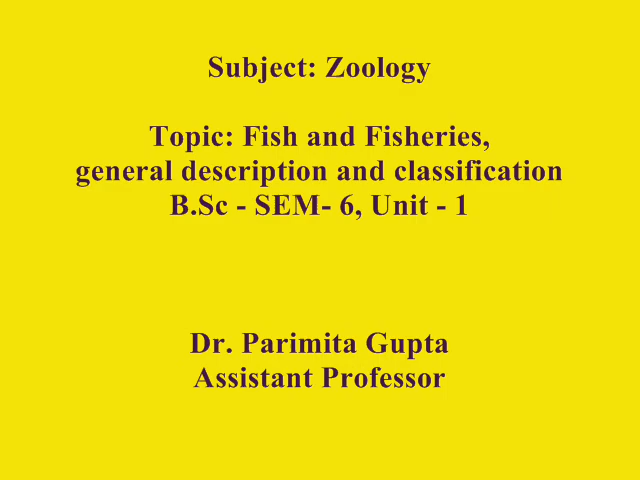 Subject: Zoology
Topic: Fish and Fisheries,
general description and classification
B.Sc - SEM- 6, Unit - 1
Dr. Parimita Gupta
Assistant Professor